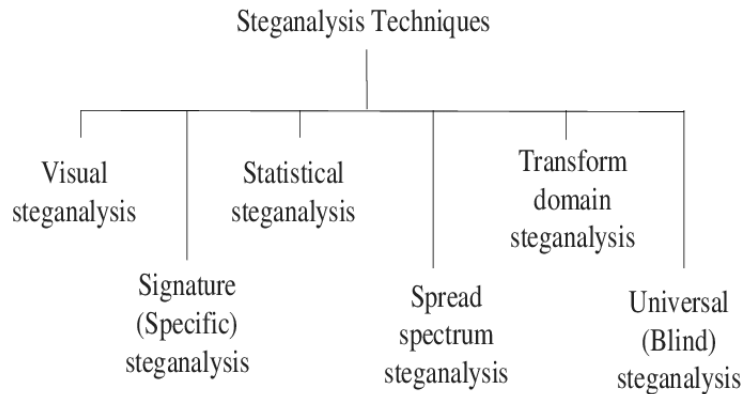 Steganalysis Techniques
Visual
steganalysis
Signature
(Specific)
steganalysis
Statistical
steganalysis
Spread
spectrum
steganalysis
Transform
domain
steganalysis
Universal
(Blind)
steganalysis